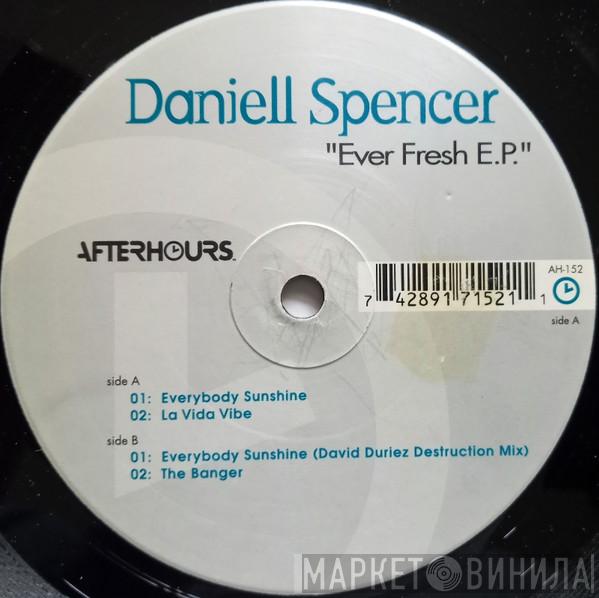 Daniell Spencer
"Ever Fresh E.P."
AFTERHOURS™
AH-152
7 42891 71521 1
side A
side A
01: Everybody Sunshine
02: La Vida Vibe
side B
01: Everybody Sunshine (David Duriez Destruction Mix)
02: The Banger
МАРКЕТ ВИНИЛА